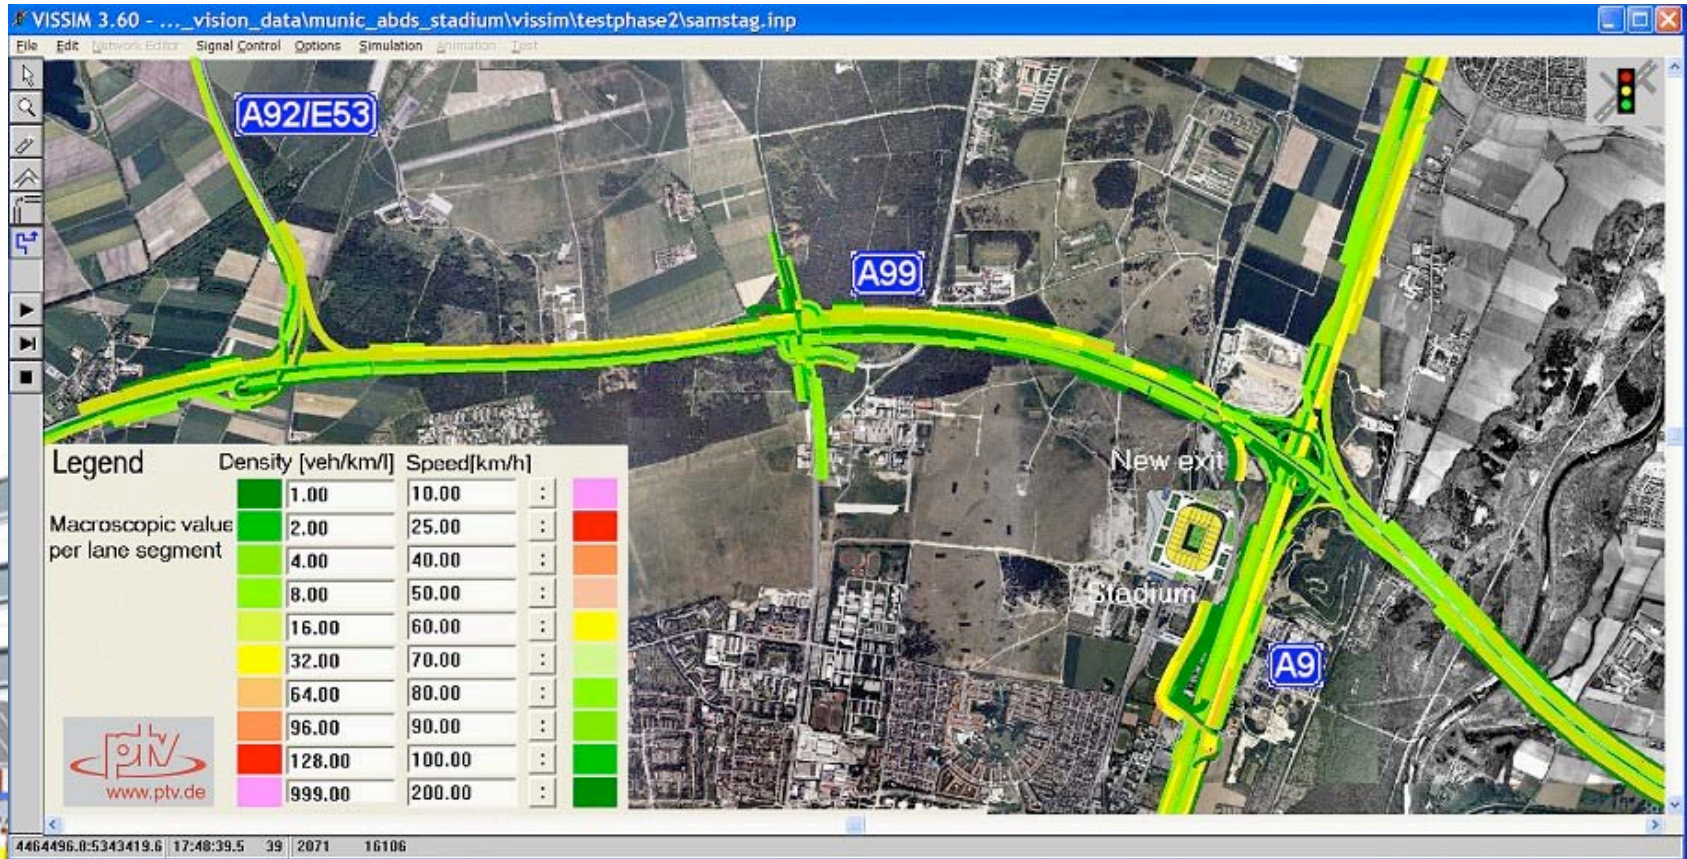 VISSIM 3.60 - ..._vision_data\munic_abds_stadium\vissim\testphase2\samstag.inp
File Edit Network Editor Signal Control Options Simulation Animation Test
A92/E53
A99
New exit
Stadium
A9
Legend Density [veh/km/l] Speed[km/h]
Macroscopic value
per lane segment
1.00 10.00 :
2.00 25.00 :
4.00 40.00 :
8.00 50.00 :
16.00 60.00 :
32.00 70.00 :
64.00 80.00 :
96.00 90.00 :
128.00 100.00 :
999.00 200.00 :
ptv
www.ptv.de
4464496.0:5343419.6 17:48:39.5 39 2071 16106